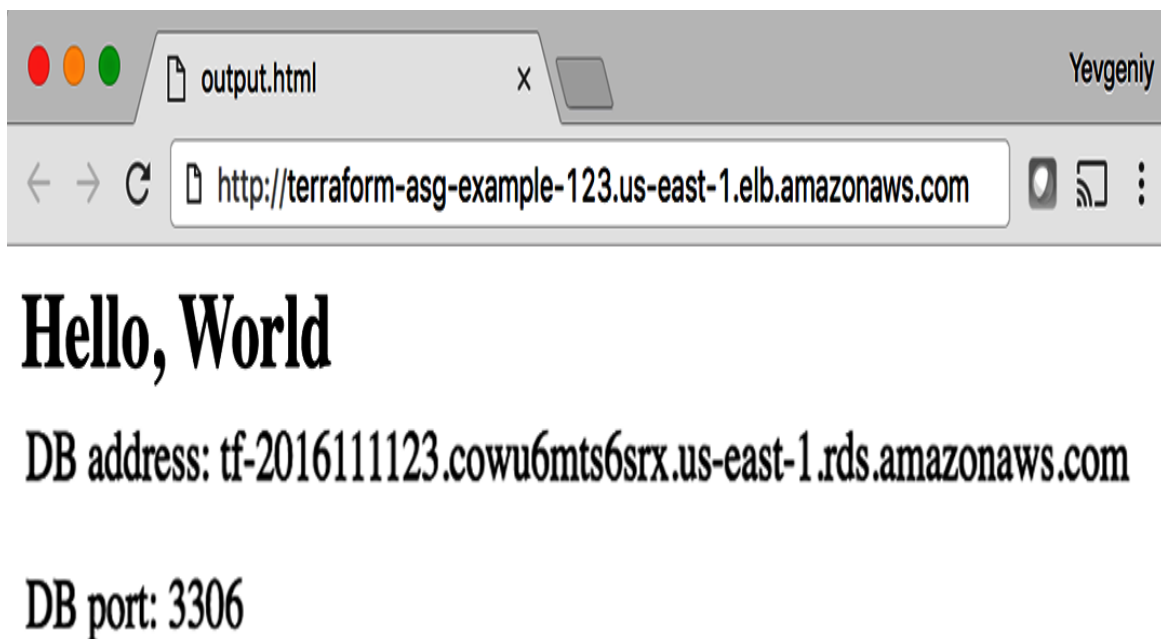 output.html
Yevgeniy
http://terraform-asg-example-123.us-east-1.elb.amazonaws.com
Hello, World
DB address: tf-2016111123.cowu6mts6srx.us-east-1.rds.amazonaws.com
DB port: 3306